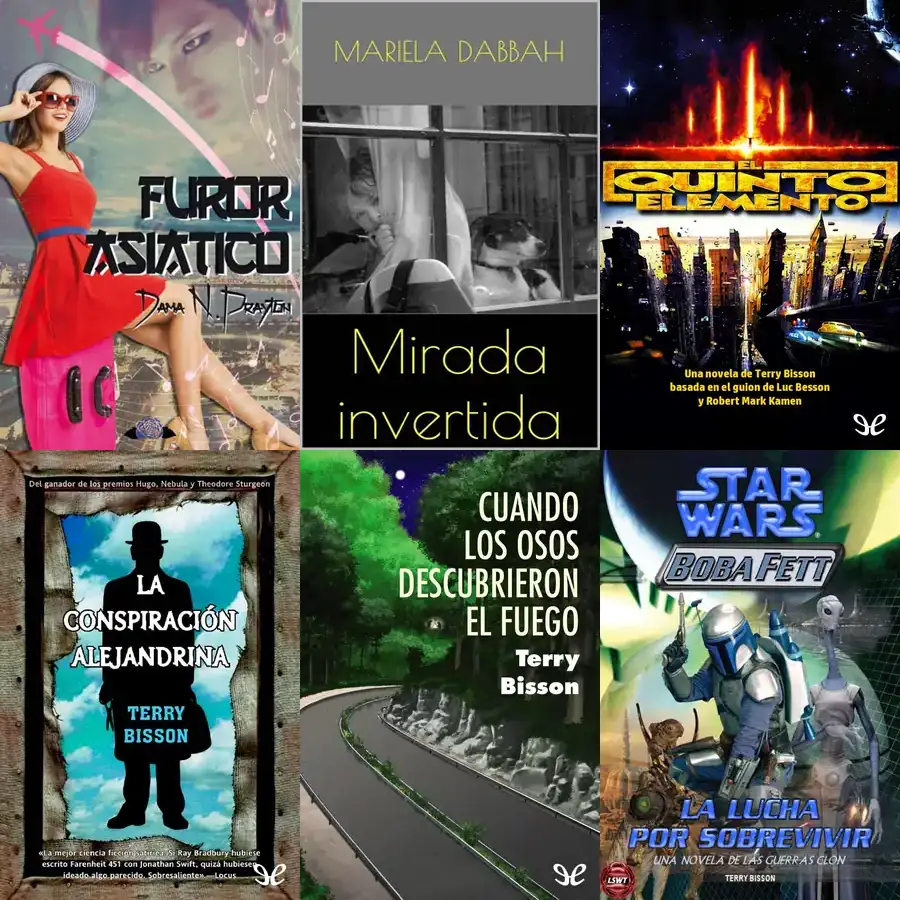 FUROR
ASIATICO
Dama N. Drayton
MARIELA DABBAH
Mirada
invertida
EL
QUINTO
ELEMENTO
Una novela de Terry Bisson
basada en el guion de Luc Besson
y Robert Mark Kamen
Del ganador de los premios Hugo, Nebula y Theodore Sturgeon
LA
CONSPIRACIÓN
ALEJANDRINA
TERRY
BISSON
«La mejor ciencia ficción satírica. Si Ray Bradbury hubiese
escrito Farenheit 451 con Jonathan Swift, quizá hubiesen
ideado algo parecido. Sobresaliente».—Locus
CUANDO
LOS OSOS
DESCUBRIERON
EL FUEGO
Terry
Bisson
STAR
WARS
BOBA FETT
LA LUCHA
POR SOBREVIVIR
UNA NOVELA DE LAS GUERRAS CLON
TERRY BISSON
LSWT